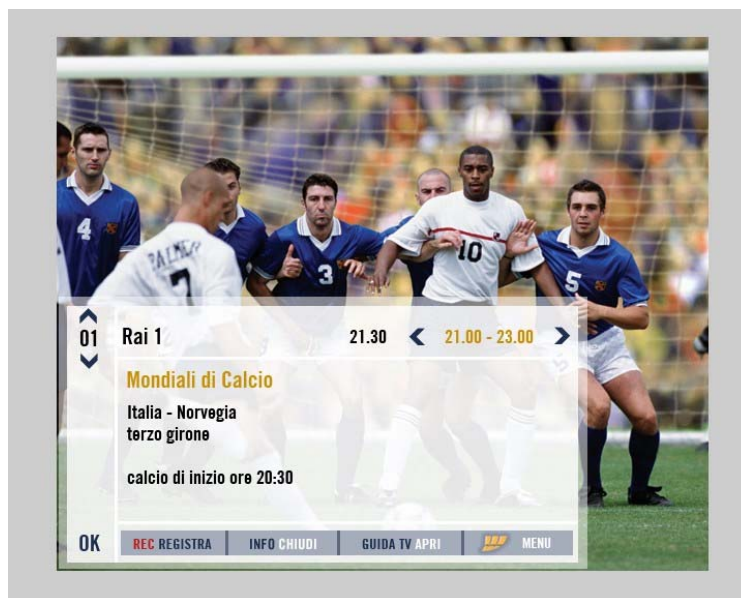 4
PALMER
7
3
10
5
5
01 Rai 1 21.30 21.00 - 23.00
Mondiali di Calcio
Italia - Norvegia
terzo girone
calcio di inizio ore 20:30
OK REC REGISTRA INFO CHIUDI GUIDA TV APRI MENU